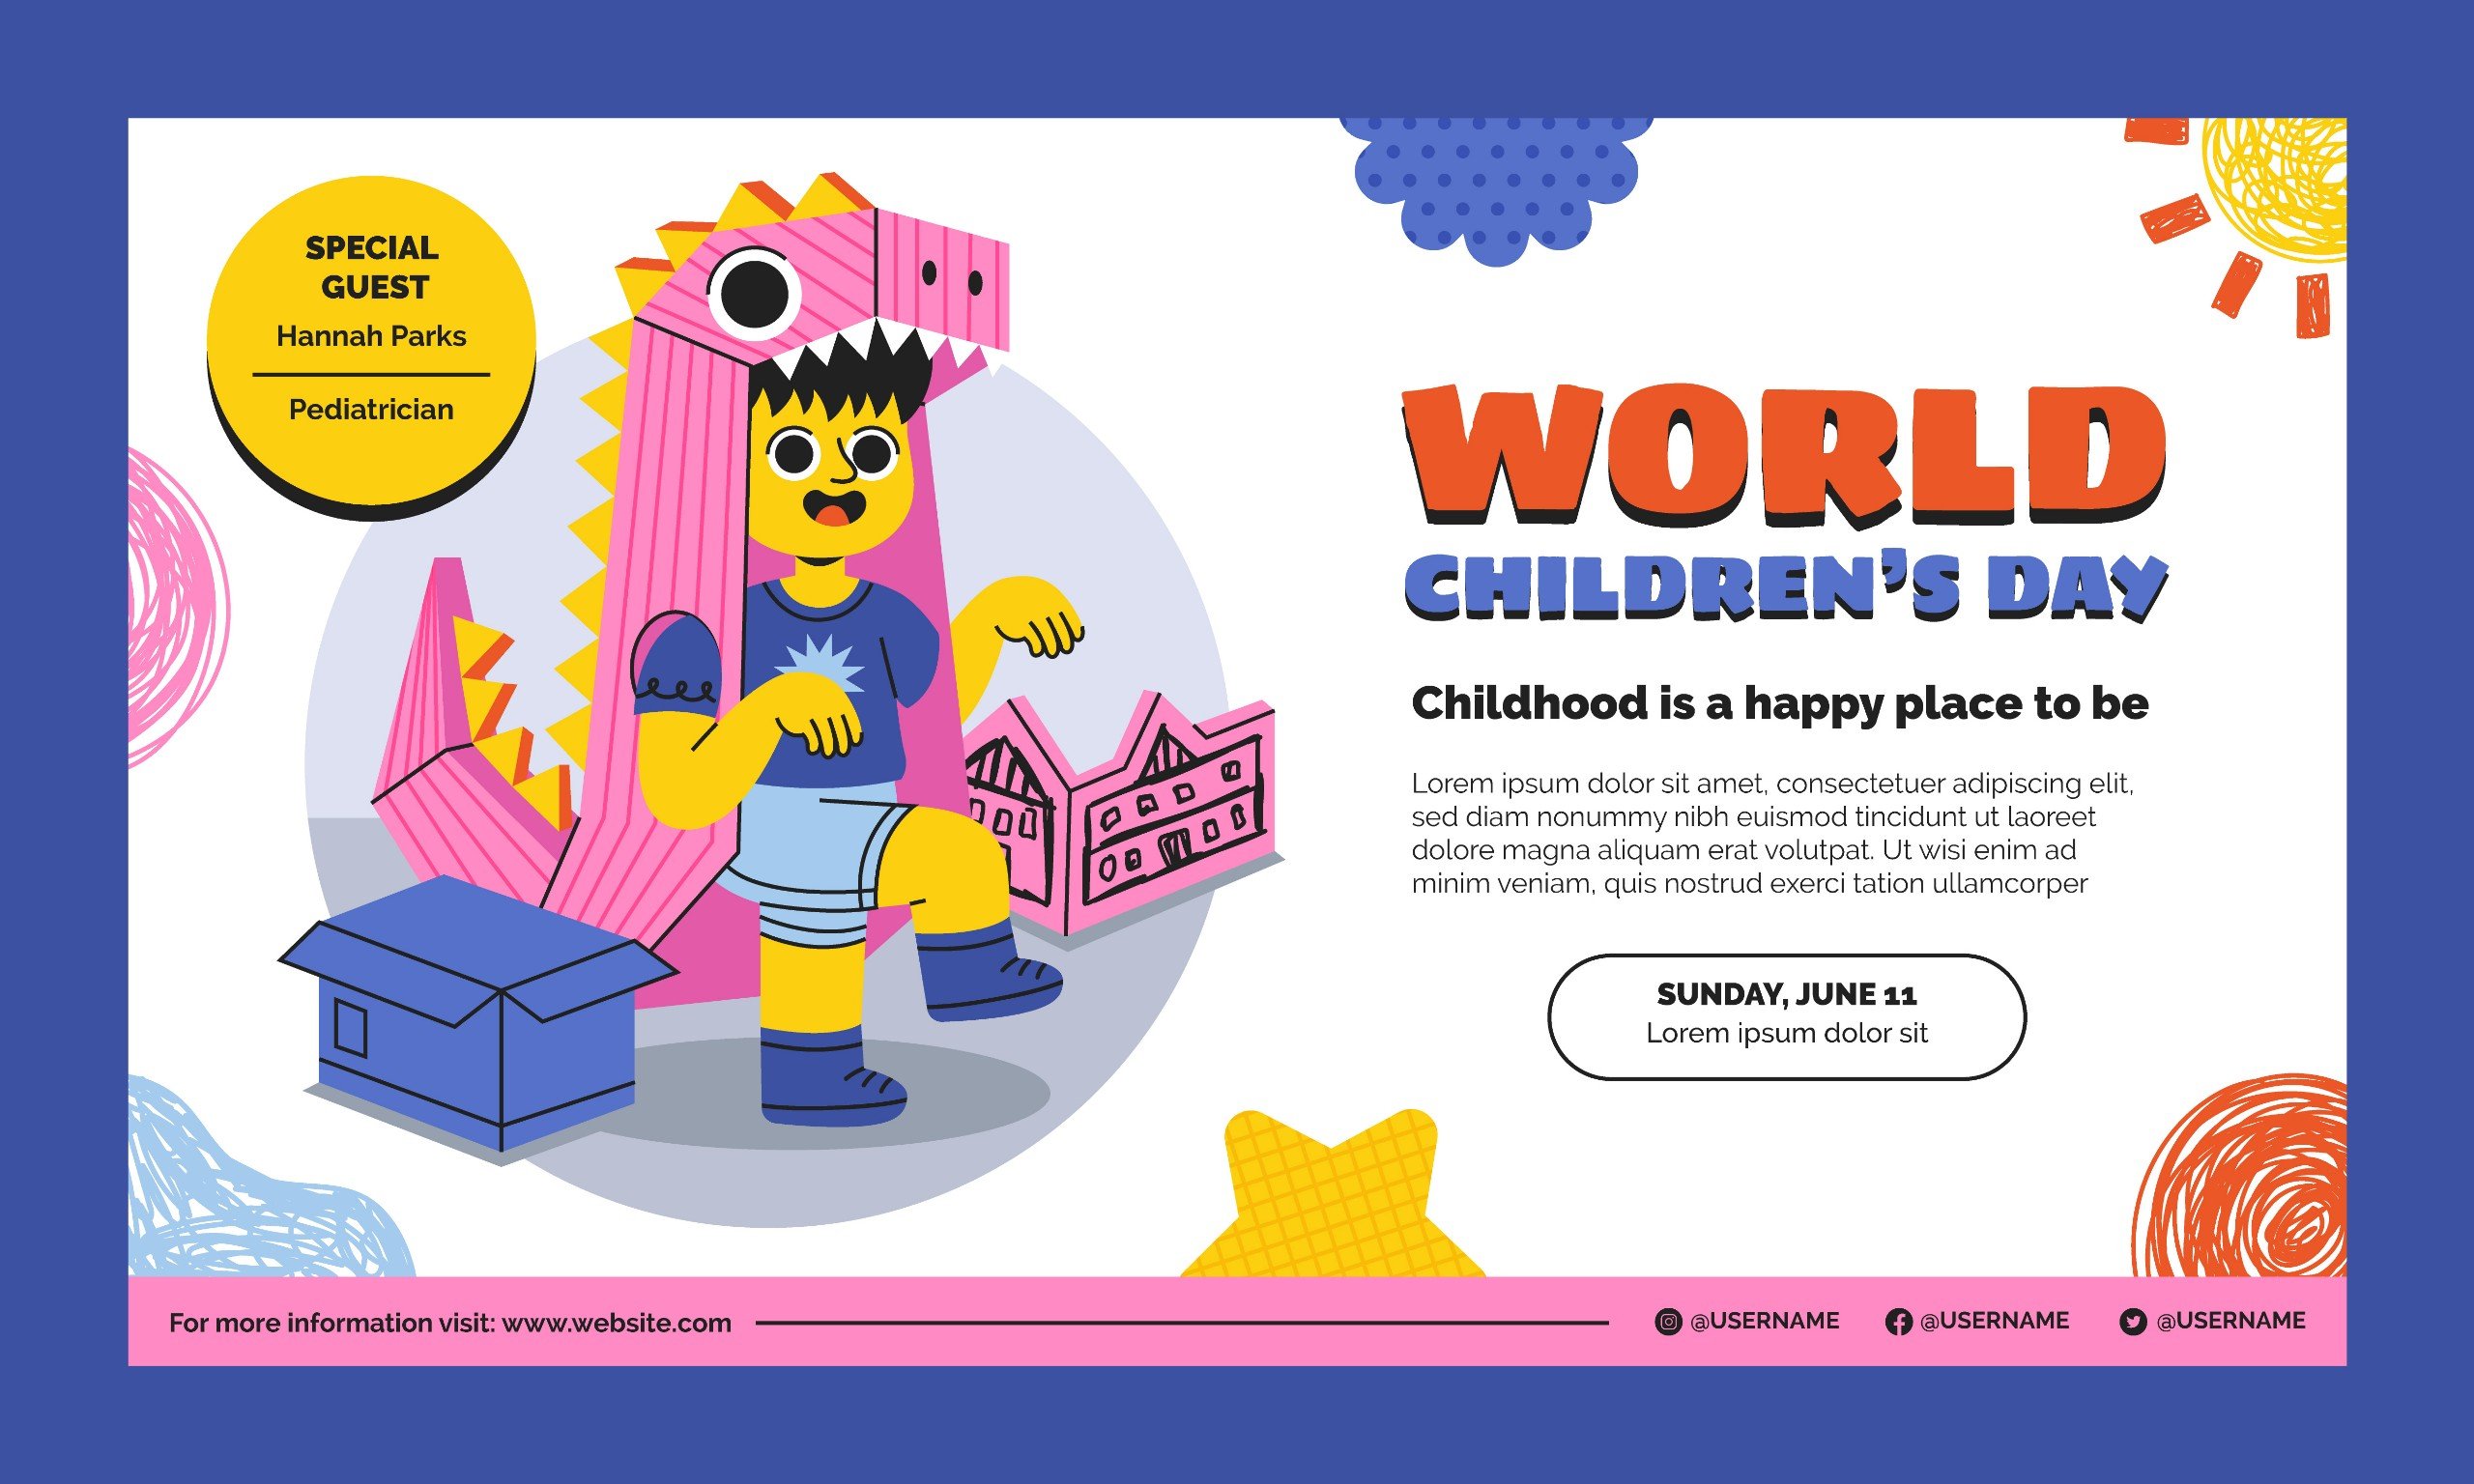 SPECIAL
GUEST
Hannah Parks
Pediatrician
WORLD
CHILDREN'S DAY
Childhood is a happy place to be
Lorem ipsum dolor sit amet, consectetuer adipiscing elit,
sed diam nonummy nibh euismod tincidunt ut laoreet
dolore magna aliquam erat volutpat. Ut wisi enim ad
minim veniam, quis nostrud exerci tation ullamcorper
SUNDAY, JUNE 11
Lorem ipsum dolor sit
For more information visit: www.website.com
@USERNAME
@USERNAME
@USERNAME